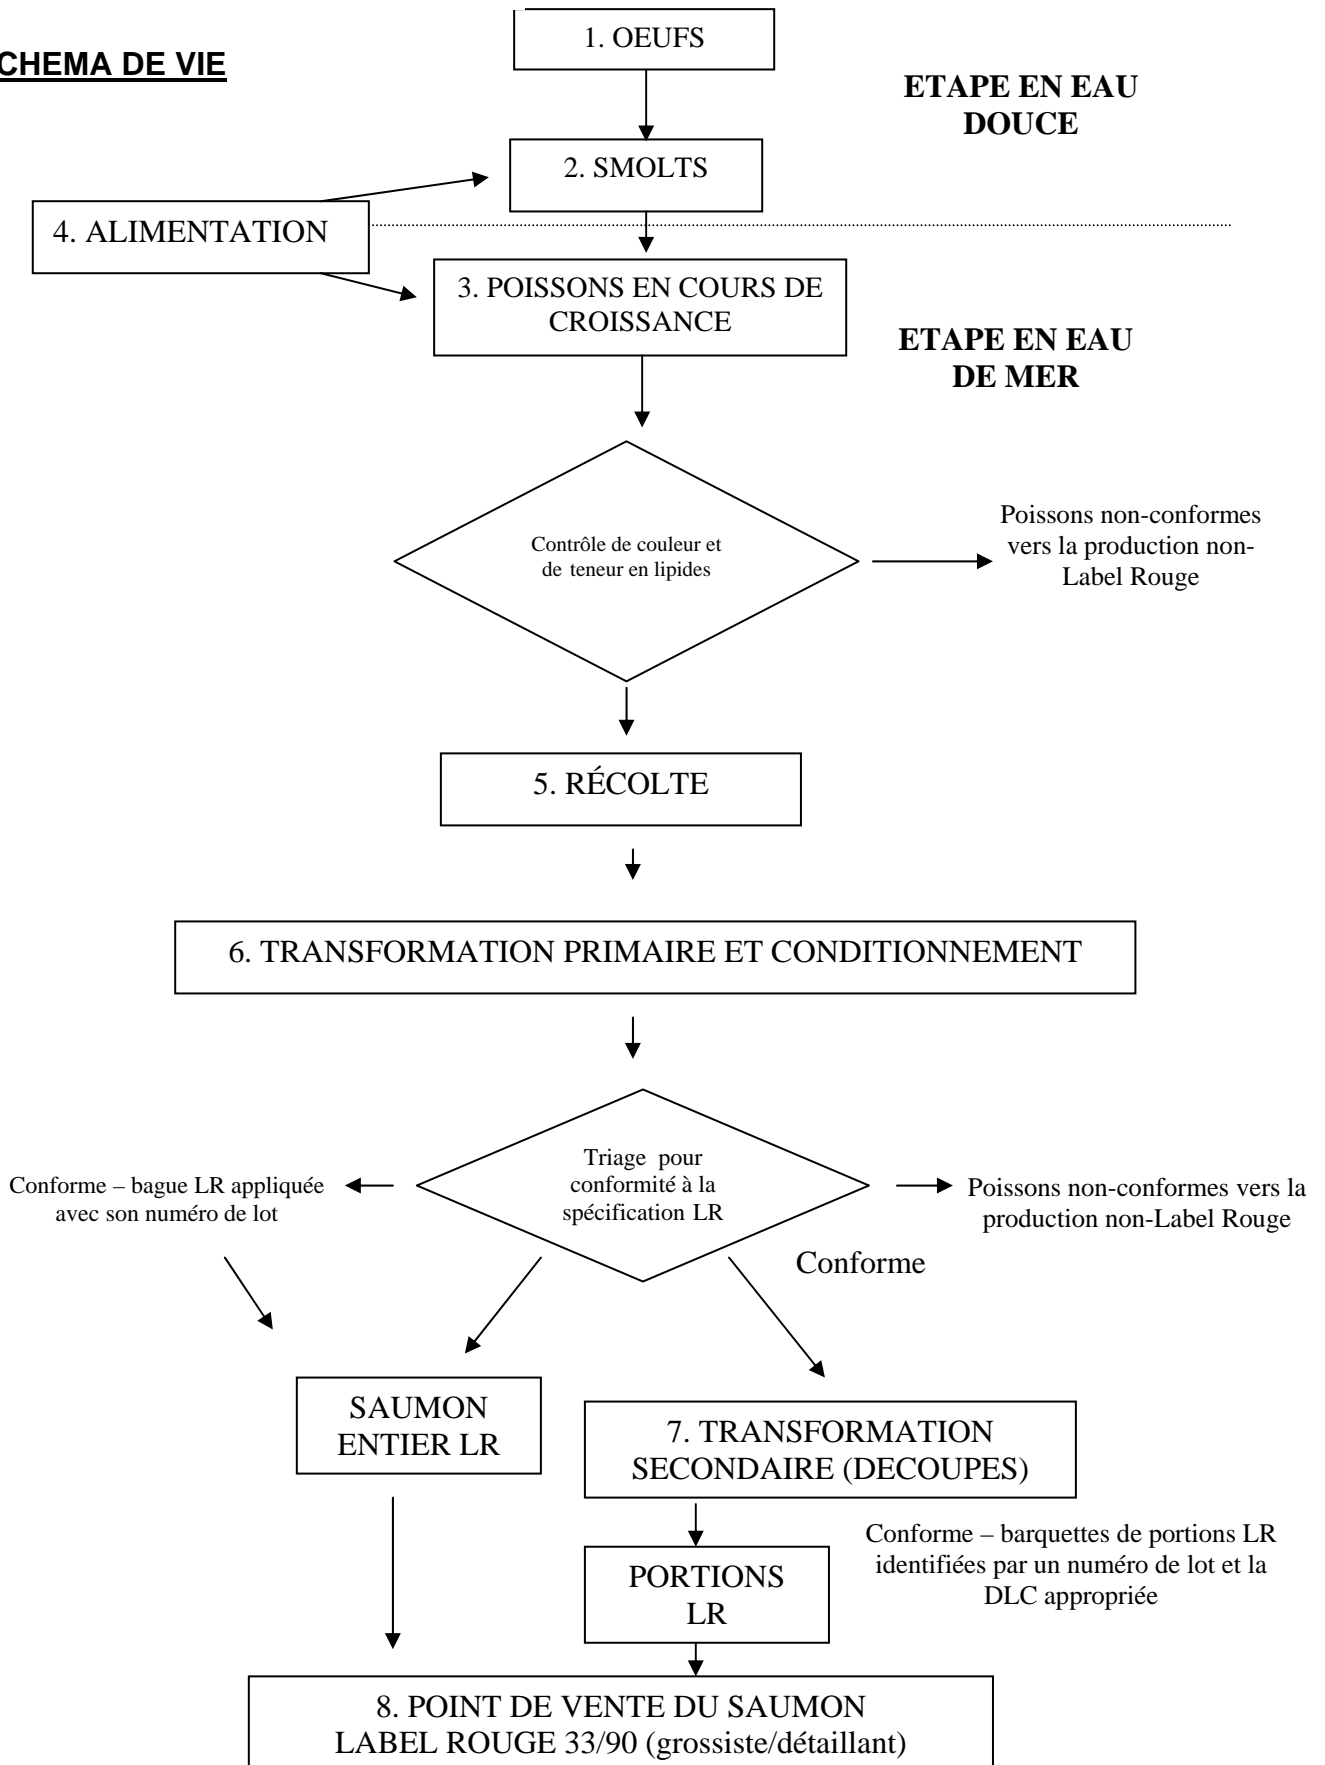 CHEMA DE VIE
1. OEUFS
ETAPE EN EAU
DOUCE
2. SMOLTS
4. ALIMENTATION
3. POISSONS EN COURS DE
CROISSANCE
ETAPE EN EAU
DE MER
Contrôle de couleur et
de teneur en lipides
Poissons non-conformes
vers la production non-
Label Rouge
5. RÉCOLTE
6. TRANSFORMATION PRIMAIRE ET CONDITIONNEMENT
Triage pour
conformité à la
spécification LR
Conforme – bague LR appliquée
avec son numéro de lot
Poissons non-conformes vers la
production non-Label Rouge
Conforme
SAUMON
ENTIER LR
7. TRANSFORMATION
SECONDAIRE (DECOUPES)
Conforme – barquettes de portions LR
identifiées par un numéro de lot et la
DLC appropriée
PORTIONS
LR
8. POINT DE VENTE DU SAUMON
LABEL ROUGE 33/90 (grossiste/détaillant)